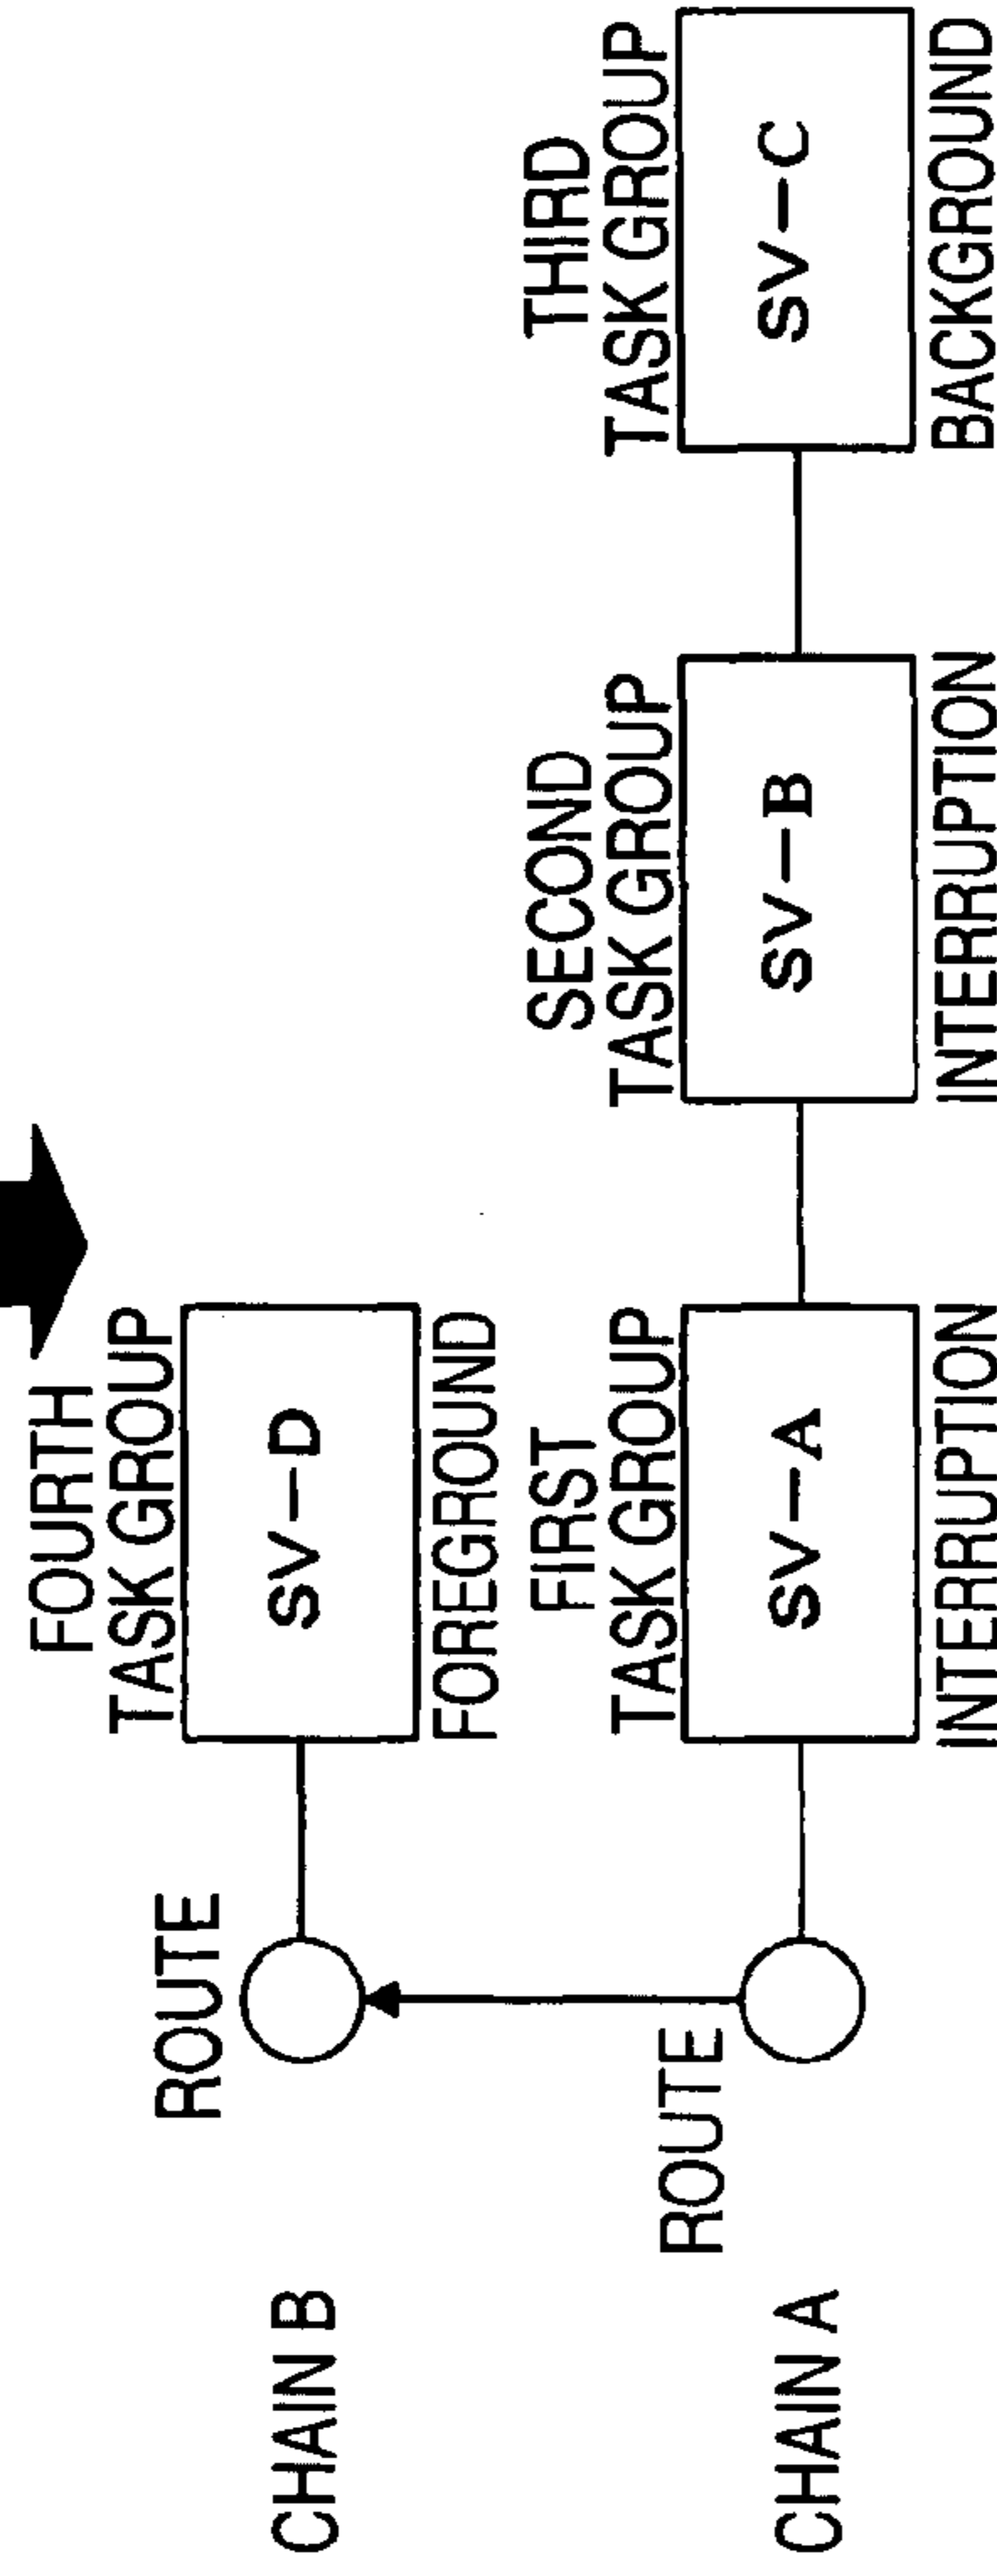 FOURTH
TASK GROUP
ROUTE
CHAIN B
SV-D
FOREGROUND
FIRST
TASK GROUP
SECOND
TASK GROUP
THIRD
TASK GROUP
ROUTE
CHAIN A
SV-A
SV-B
SV-C
INTERRUPTION
INTERRUPTION
BACKGROUND